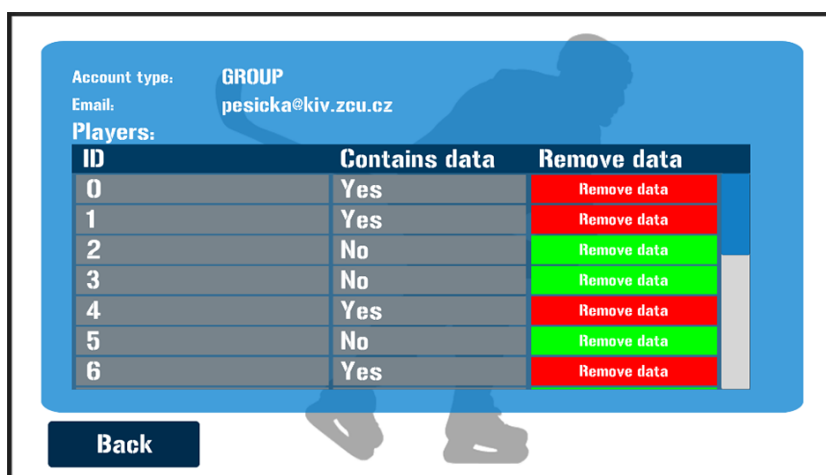 Account type: GROUP
Email: pesicka@kiv.zcu.cz
Players:
ID Contains data Remove data
0 Yes Remove data
1 Yes Remove data
2 No Remove data
3 No Remove data
4 Yes Remove data
5 No Remove data
6 Yes Remove data
Back